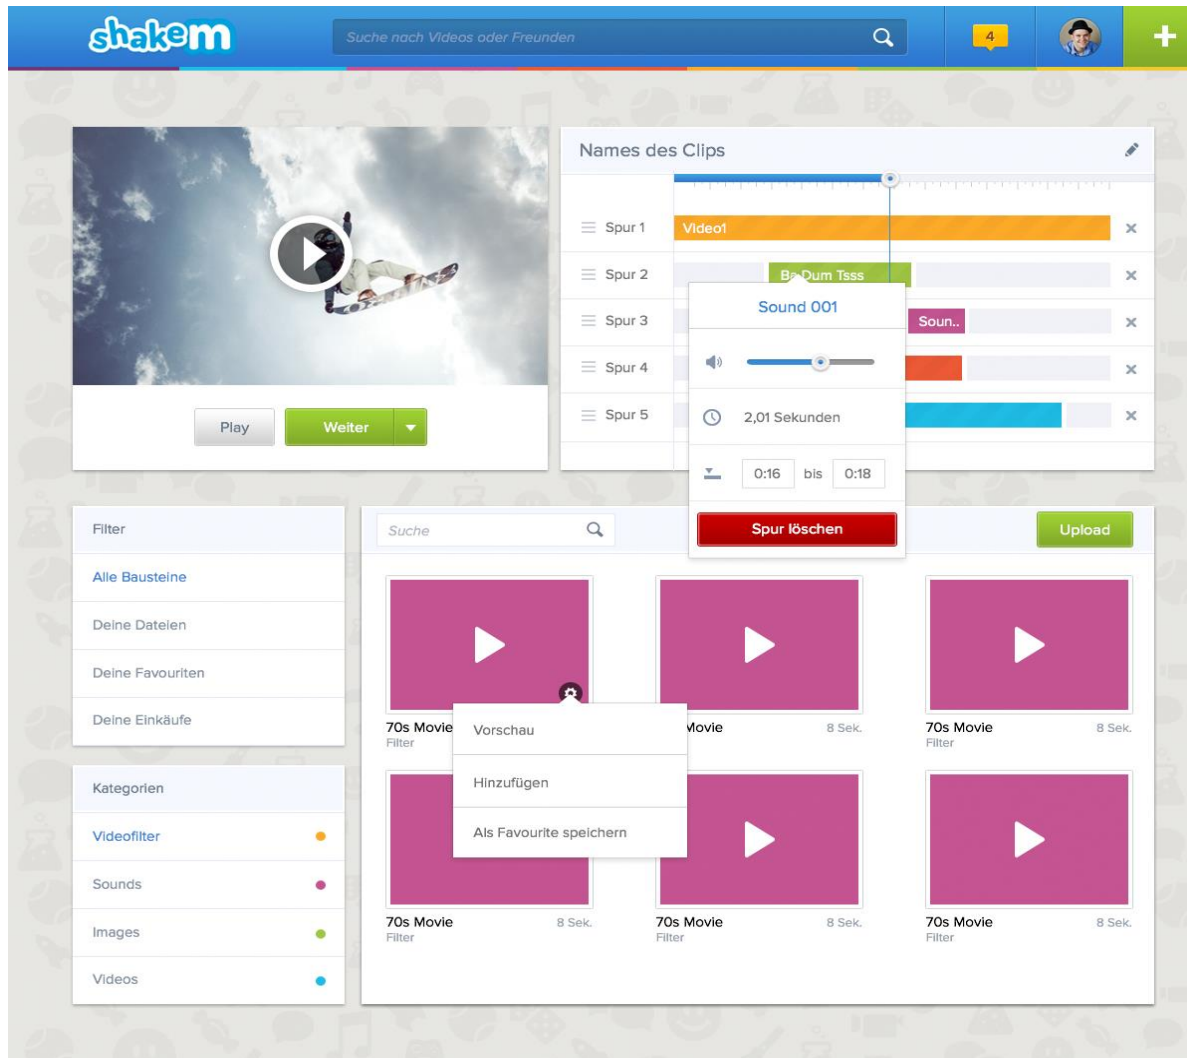 shakem
Suche nach Videos oder Freunden
4
Names des Clips
Spur 1
Video1
Spur 2
Ba Dum Tsss
Spur 3
Soun..
Spur 4
Spur 5
Sound 001
2,01 Sekunden
0:16 bis 0:18
Spur löschen
Play
Weiter
Filter
Alle Bausteine
Deine Dateien
Deine Favouriten
Deine Einkäufe
Kategorien
Videofilter
Sounds
Images
Videos
Suche
Upload
70s Movie
Filter
Movie 8 Sek.
70s Movie 8 Sek.
Filter
Vorschau
Hinzufügen
Als Favourite speichern
70s Movie 8 Sek.
Filter
70s Movie 8 Sek.
Filter
70s Movie 8 Sek.
Filter